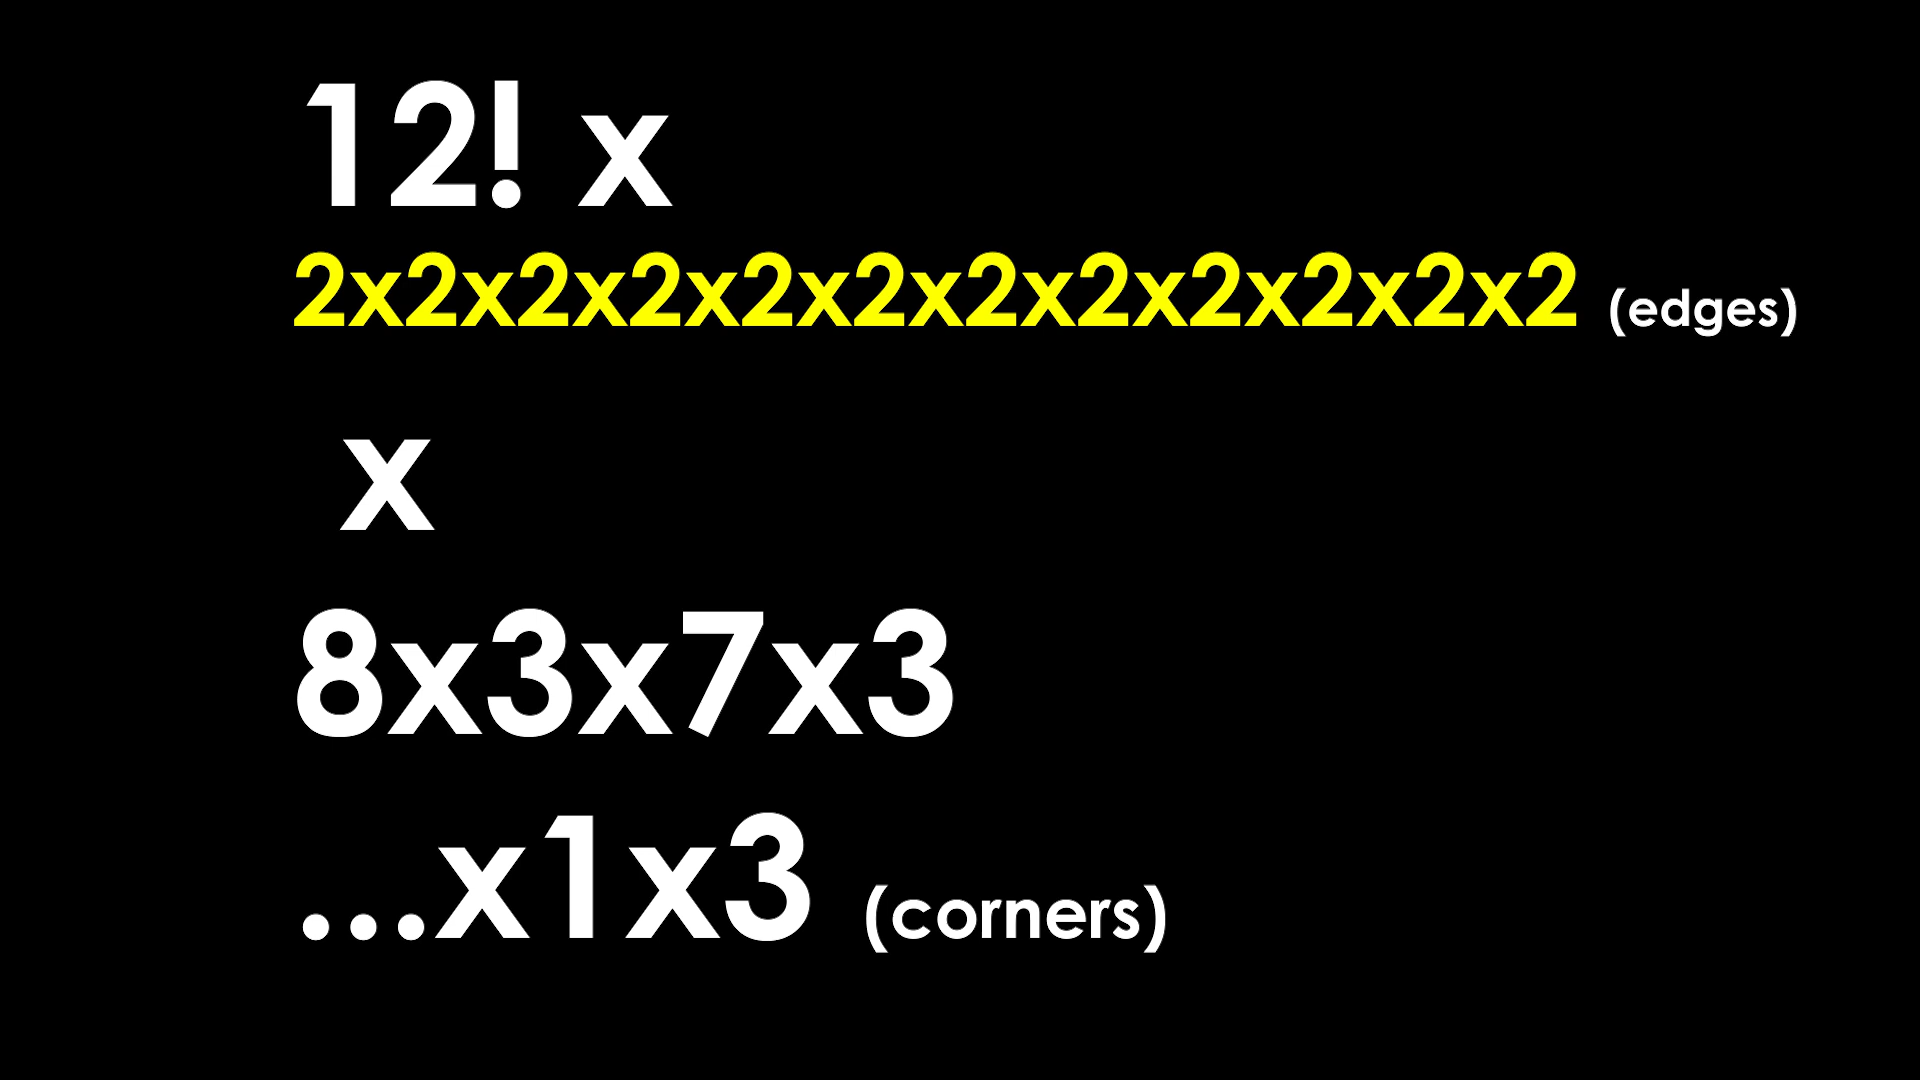 12! x
2x2x2x2x2x2x2x2x2x2x2x2 (edges)
x
8x3x7x3
...x1x3 (corners)